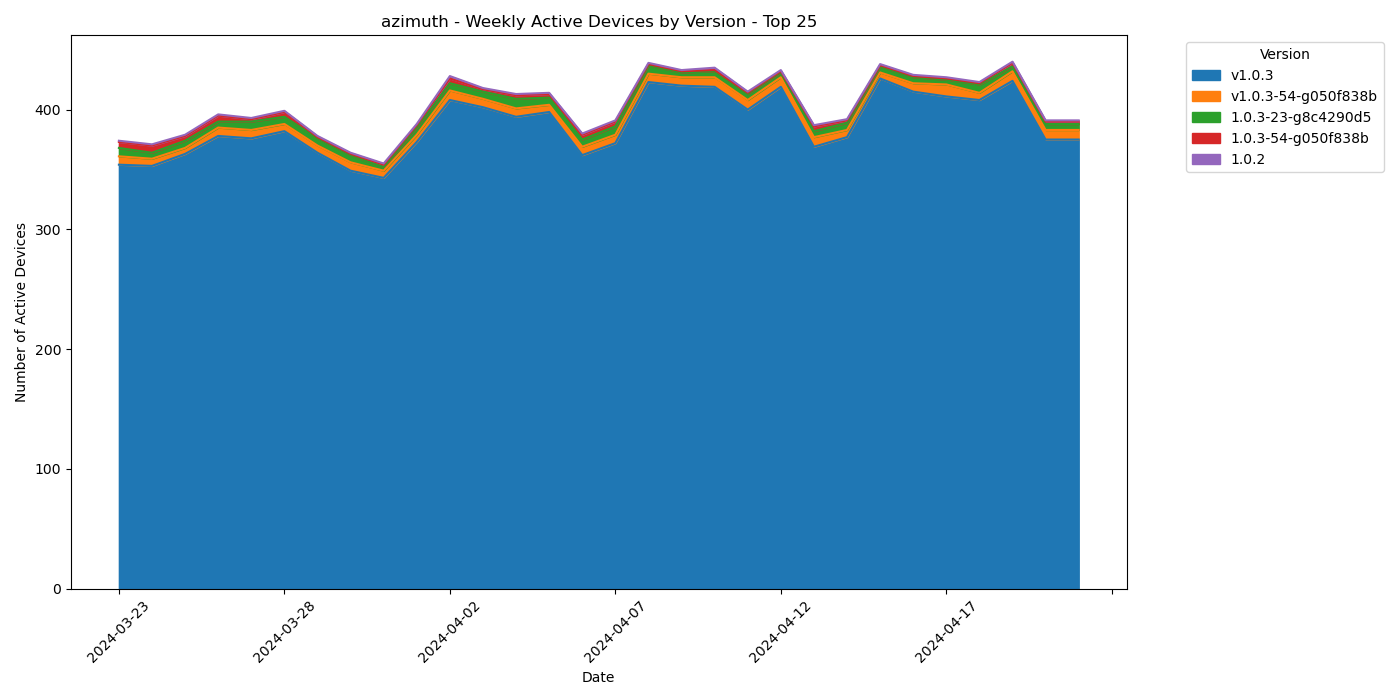 azimuth - Weekly Active Devices by Version - Top 25
Version
v1.0.3
v1.0.3-54-g050f838b
1.0.3-23-g8c4290d5
1.0.3-54-g050f838b
1.0.2
Number of Active Devices
400
300
200
100
0
2024-03-23
2024-03-28
2024-04-02
2024-04-07
2024-04-12
2024-04-17
Date